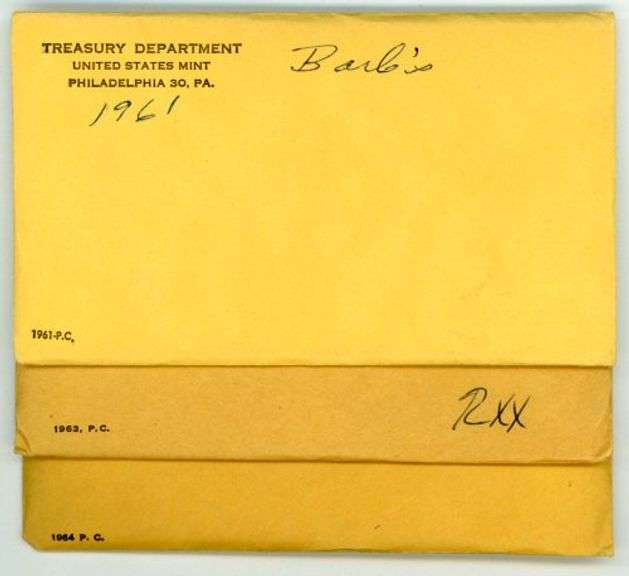 TREASURY DEPARTMENT
UNITED STATES MINT
PHILADELPHIA 30, PA.
Barb's
1961
1961-P.C.
1963, P.C.
RXX
1964 P. C.